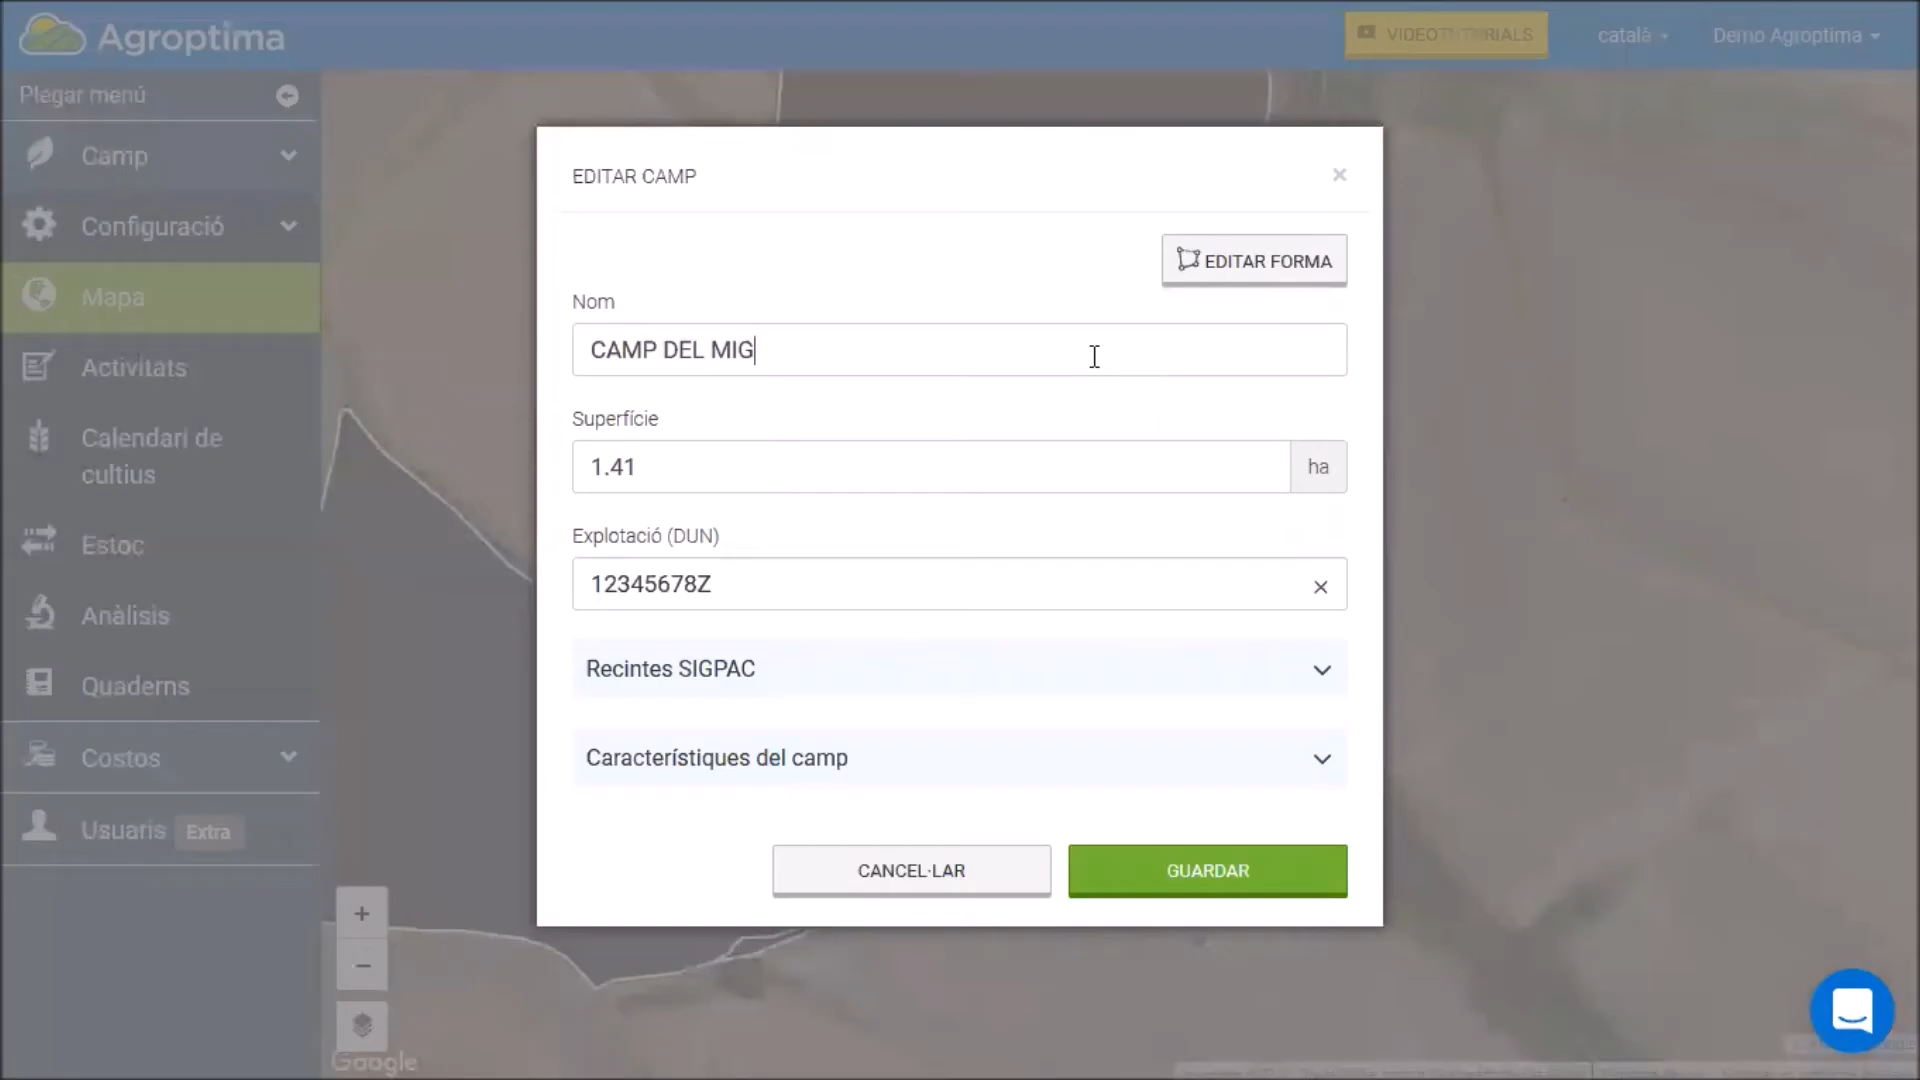 Agroptima
VIDEOTUTORIALS
català
Demo Agroptima
Plegar menú
Camp
Configuració
Mapa
Activitats
Calendari de
cultius
Estoc
Anàlisis
Quaderns
Costos
Usuaris Extra
EDITAR CAMP
×
EDITAR FORMA
Nom
CAMP DEL MIG
Superfície
1.41
ha
Explotació (DUN)
12345678Z
×
Recintes SIGPAC
Característiques del camp
CANCEL·LAR
GUARDAR
+
−
Google